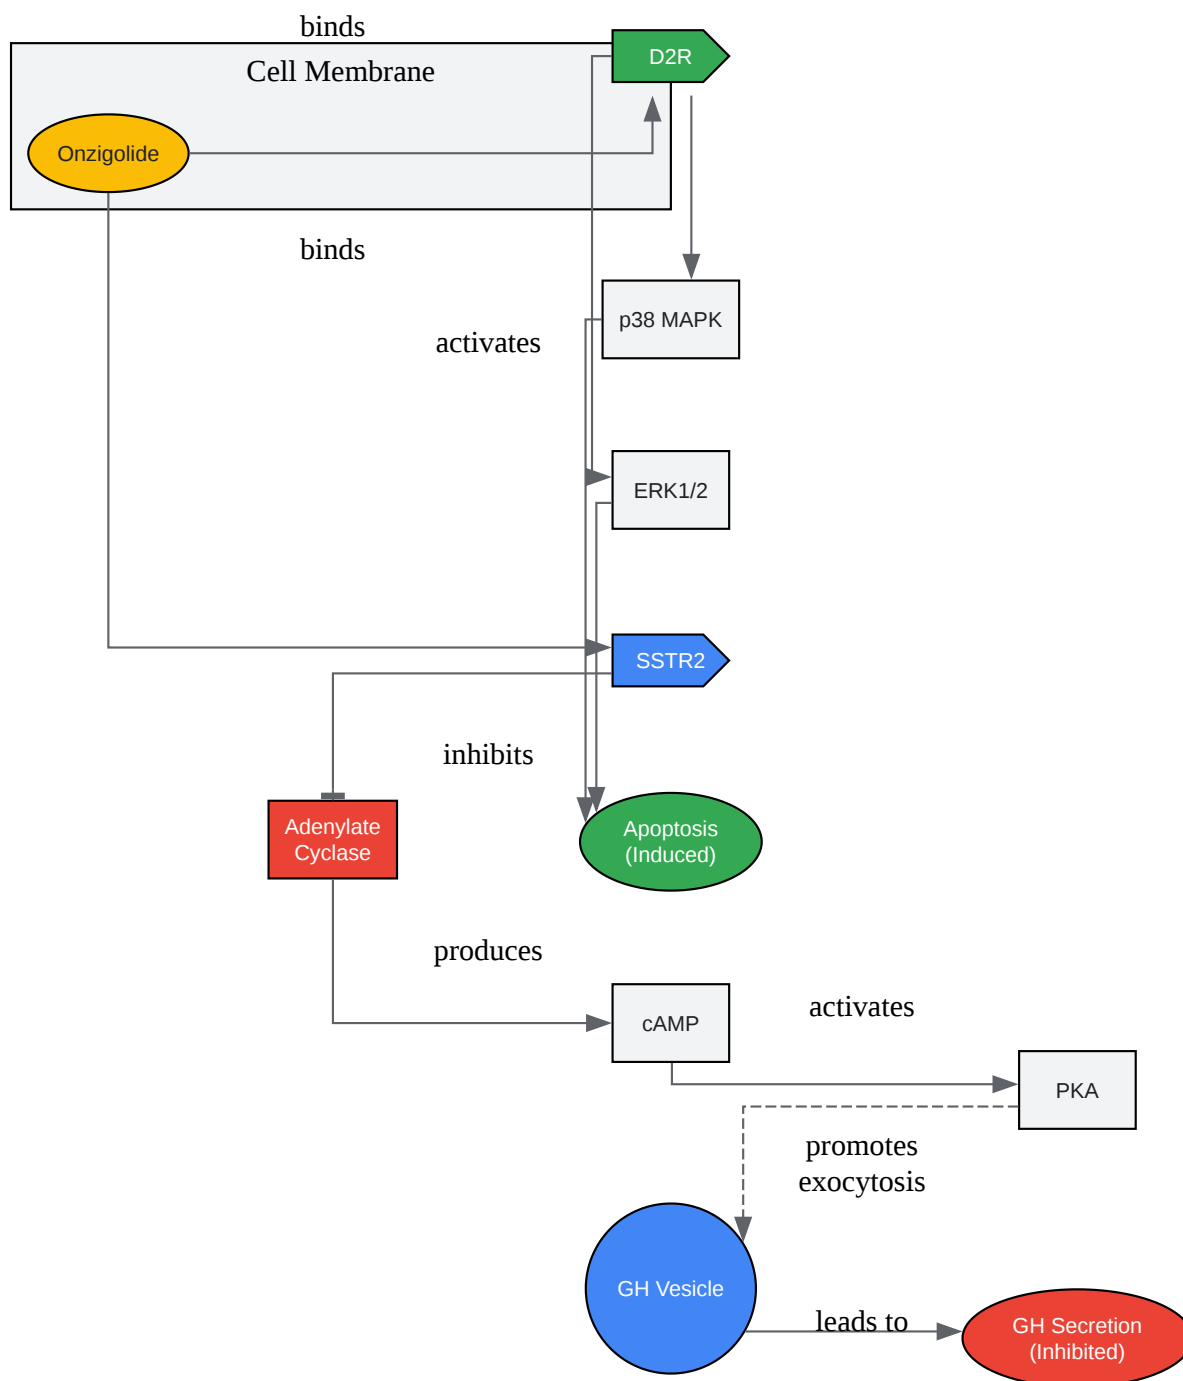 binds
D2R
Cell Membrane
Onzigolide
binds
p38 MAPK
activates
ERK1/2
SSTR2
inhibits
Adenylate
Cyclase
Apoptosis
(Induced)
produces
cAMP
activates
PKA
promotes
exocytosis
GH Vesicle
leads to
GH Secretion
(Inhibited)